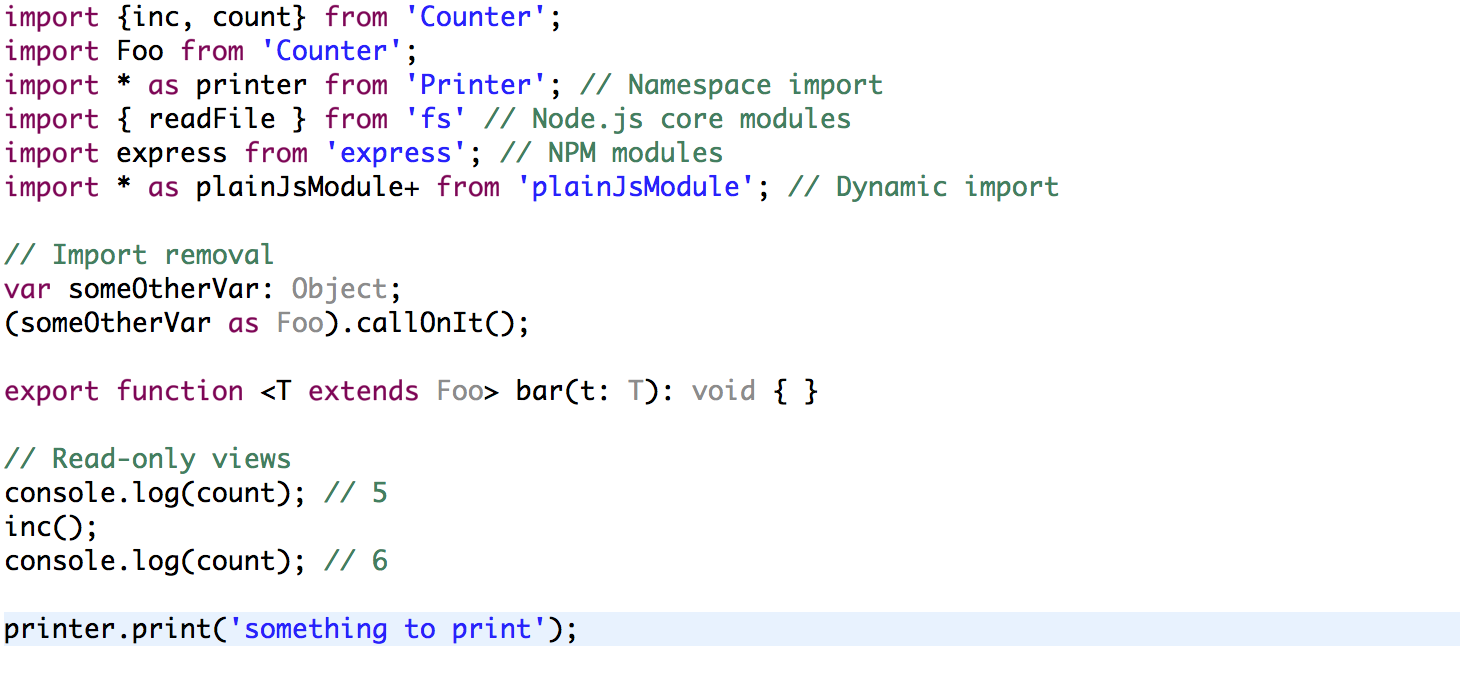 import {inc, count} from 'Counter';
import Foo from 'Counter';
import * as printer from 'Printer'; // Namespace import
import { readFile } from 'fs' // Node.js core modules
import express from 'express'; // NPM modules
import * as plainJsModule+ from 'plainJsModule'; // Dynamic import
// Import removal
var someOtherVar: Object;
(someOtherVar as Foo).callOnIt();
export function <T extends Foo> bar(t: T): void { }
// Read-only views
console.log(count); // 5
inc();
console.log(count); // 6
printer.print('something to print');